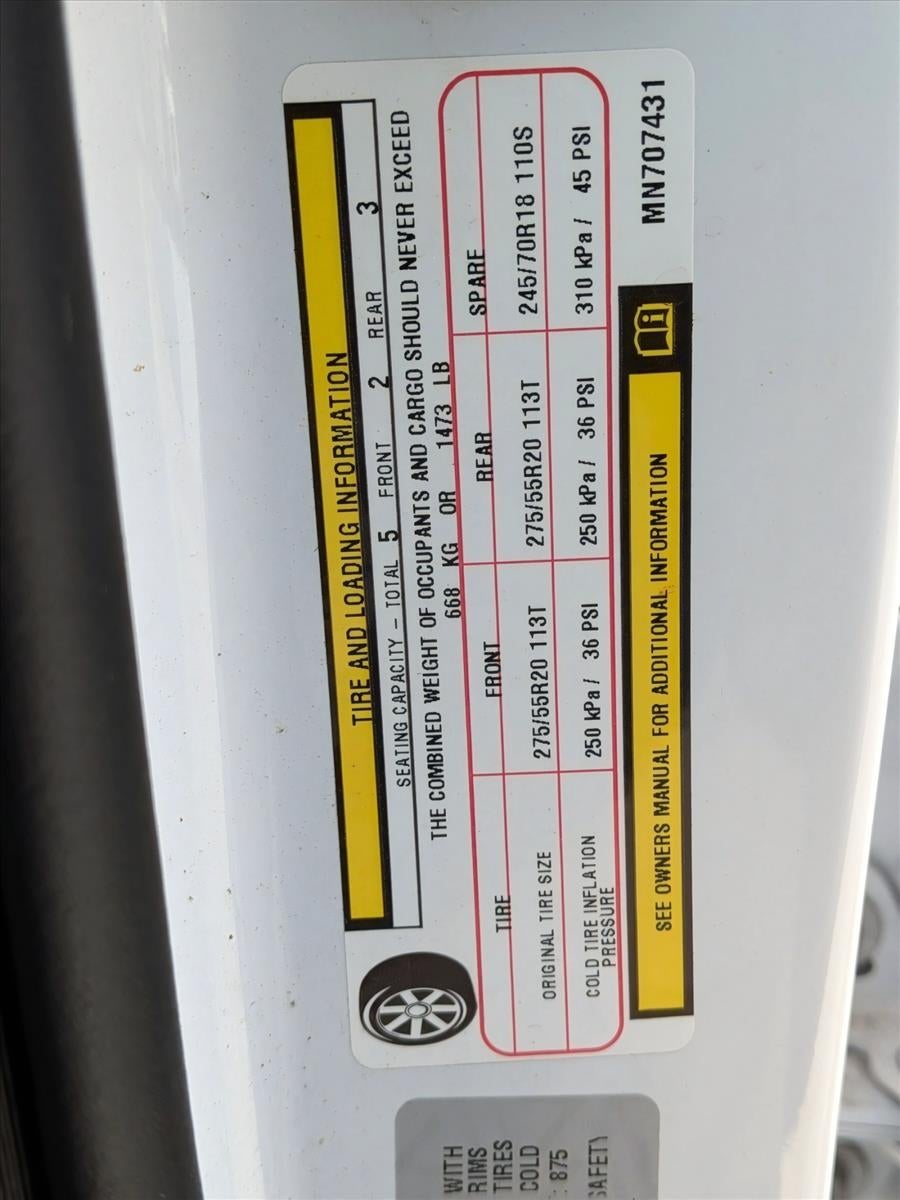 TIRE AND LOADING INFORMATION
SEATING CAPACITY – TOTAL 5 FRONT 2 REAR 3
THE COMBINED WEIGHT OF OCCUPANTS AND CARGO SHOULD NEVER EXCEED
668 KG OR 1473 LB
TIRE FRONT REAR SPARE
ORIGINAL TIRE SIZE 275/55R20 113T 275/55R20 113T 245/70R18 110S
COLD TIRE INFLATION PRESSURE 250 kPa / 36 PSI 250 kPa / 36 PSI 310 kPa / 45 PSI
SEE OWNERS MANUAL FOR ADDITIONAL INFORMATION
MN707431
WITH
RIMS
TIRES
COLD
: 875
SAFETY